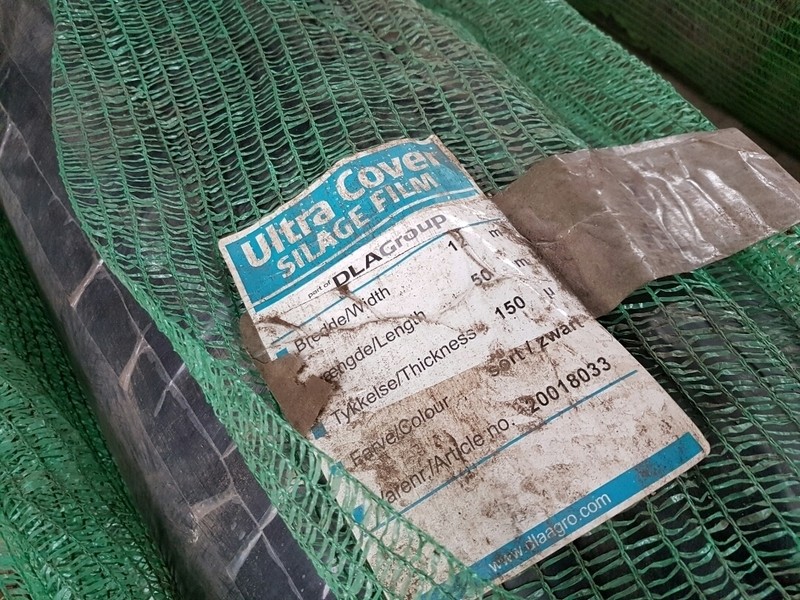 Ultra Cover
SILAGE FILM
part of DLAGroup
Bredde/Width m
Længde/Length 50 m
Tykkelse/Thickness 150 µ
Farve/Colour sort / zwart
Varenr./Article no. 20018033
www.dlaagro.com